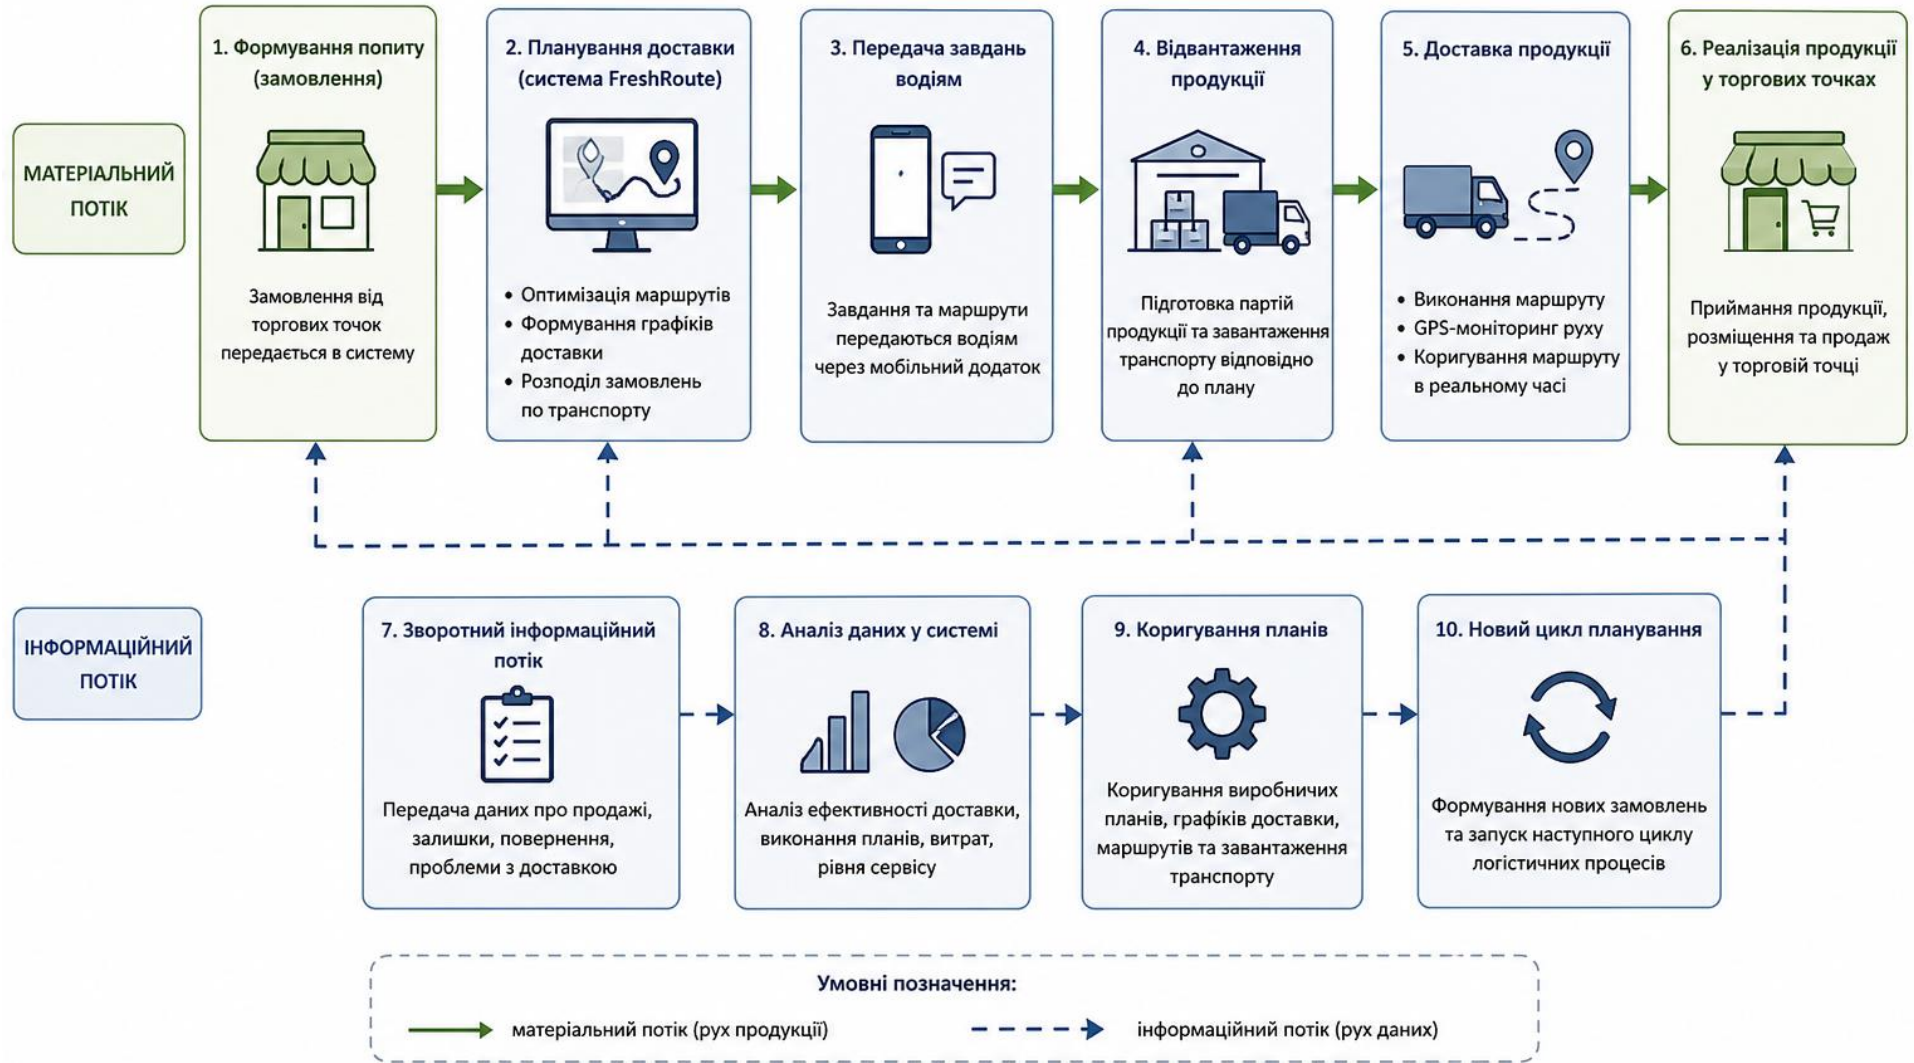 МАТЕРІАЛЬНИЙ
ПОТІК
1. Формування попиту
(замовлення)
Замовлення від
торгових точок
передається в систему
2. Планування доставки
(система FreshRoute)
• Оптимізація маршрутів
• Формування графіків
доставки
• Розподіл замовлень
по транспорту
3. Передача завдань
водіям
Завдання та маршрути
передаються водіям
через мобільний додаток
4. Відвантаження
продукції
Підготовка партій
продукції та завантаження
транспорту відповідно
до плану
5. Доставка продукції
• Виконання маршруту
• GPS-моніторинг руху
• Коригування маршруту
в реальному часі
6. Реалізація продукції
у торгових точках
Приймання продукції,
розміщення та продаж
у торговій точці
ІНФОРМАЦІЙНИЙ
ПОТІК
7. Зворотний інформаційний
потік
Передача даних про продажі,
залишки, повернення,
проблеми з доставкою
8. Аналіз даних у системі
Аналіз ефективності доставки,
виконання планів, витрат,
рівня сервісу
9. Коригування планів
Коригування виробничих
планів, графіків доставки,
маршрутів та завантаження
транспорту
10. Новий цикл планування
Формування нових замовлень
та запуск наступного циклу
логістичних процесів
Умовні позначення:
матеріальний потік (рух продукції)
інформаційний потік (рух даних)